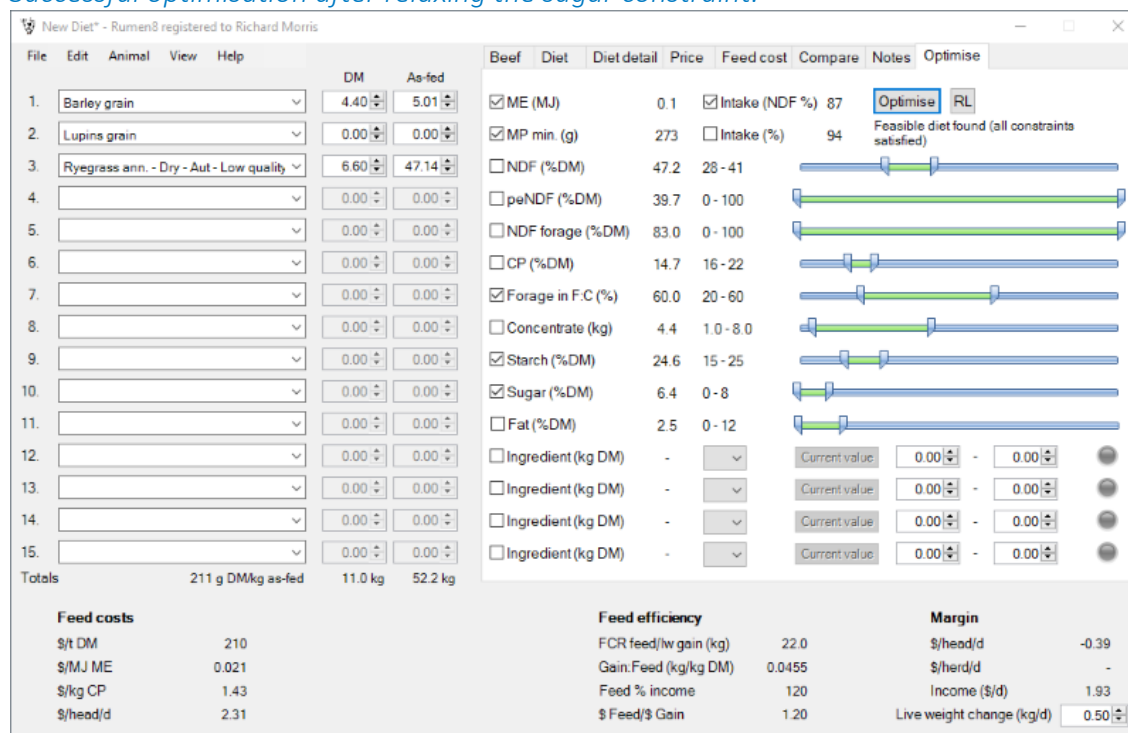 Successful optimisation after relaxing the sugar constraint.
New Diet* - Rumen8 registered to Richard Morris
File Edit Animal View Help
Beef Diet Diet detail Price Feed cost Compare Notes Optimise
DM As-fed
1. Barley grain 4.40 5.01 ME (MJ) 0.1 Intake (NDF %) 87 Optimise RL
2. Lupins grain 0.00 0.00 MP min. (g) 273 Intake (%) 94 Feasible diet found (all constraints satisfied)
3. Ryegrass ann. - Dry - Aut - Low quality 6.60 47.14 NDF (%DM) 47.2 28 - 41
4. 0.00 0.00 peNDF (%DM) 39.7 0 - 100
5. 0.00 0.00 NDF forage (%DM) 83.0 0 - 100
6. 0.00 0.00 CP (%DM) 14.7 16 - 22
7. 0.00 0.00 Forage in F:C (%) 60.0 20 - 60
8. 0.00 0.00 Concentrate (kg) 4.4 1.0 - 8.0
9. 0.00 0.00 Starch (%DM) 24.6 15 - 25
10. 0.00 0.00 Sugar (%DM) 6.4 0 - 8
11. 0.00 0.00 Fat (%DM) 2.5 0 - 12
12. 0.00 0.00 Ingredient (kg DM) - Current value 0.00 - 0.00
13. 0.00 0.00 Ingredient (kg DM) - Current value 0.00 - 0.00
14. 0.00 0.00 Ingredient (kg DM) - Current value 0.00 - 0.00
15. 0.00 0.00 Ingredient (kg DM) - Current value 0.00 - 0.00
Totals 211 g DM/kg as-fed 11.0 kg 52.2 kg
Feed costs Feed efficiency Margin
$/t DM 210 FCR feed/lw gain (kg) 22.0 $/head/d -0.39
$/MJ ME 0.021 Gain:Feed (kg/kg DM) 0.0455 $/herd/d -
$/kg CP 1.43 Feed % income 120 Income ($/d) 1.93
$/head/d 2.31 $ Feed/$ Gain 1.20 Live weight change (kg/d) 0.50